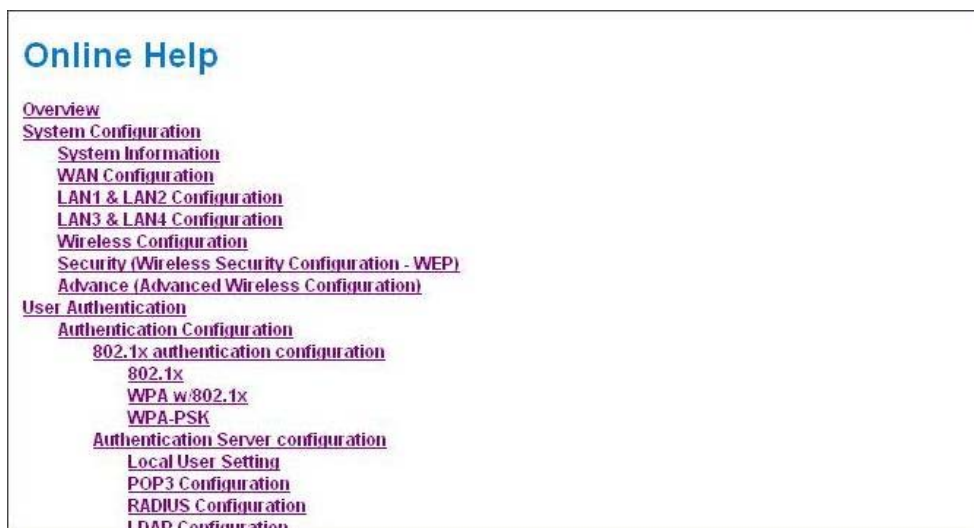 Online Help
Overview
System Configuration
System Information
WAN Configuration
LAN1 & LAN2 Configuration
LAN3 & LAN4 Configuration
Wireless Configuration
Security (Wireless Security Configuration - WEP)
Advance (Advanced Wireless Configuration)
User Authentication
Authentication Configuration
802.1x authentication configuration
802.1x
WPA w/802.1x
WPA-PSK
Authentication Server configuration
Local User Setting
POP3 Configuration
RADIUS Configuration
LDAP Configuration